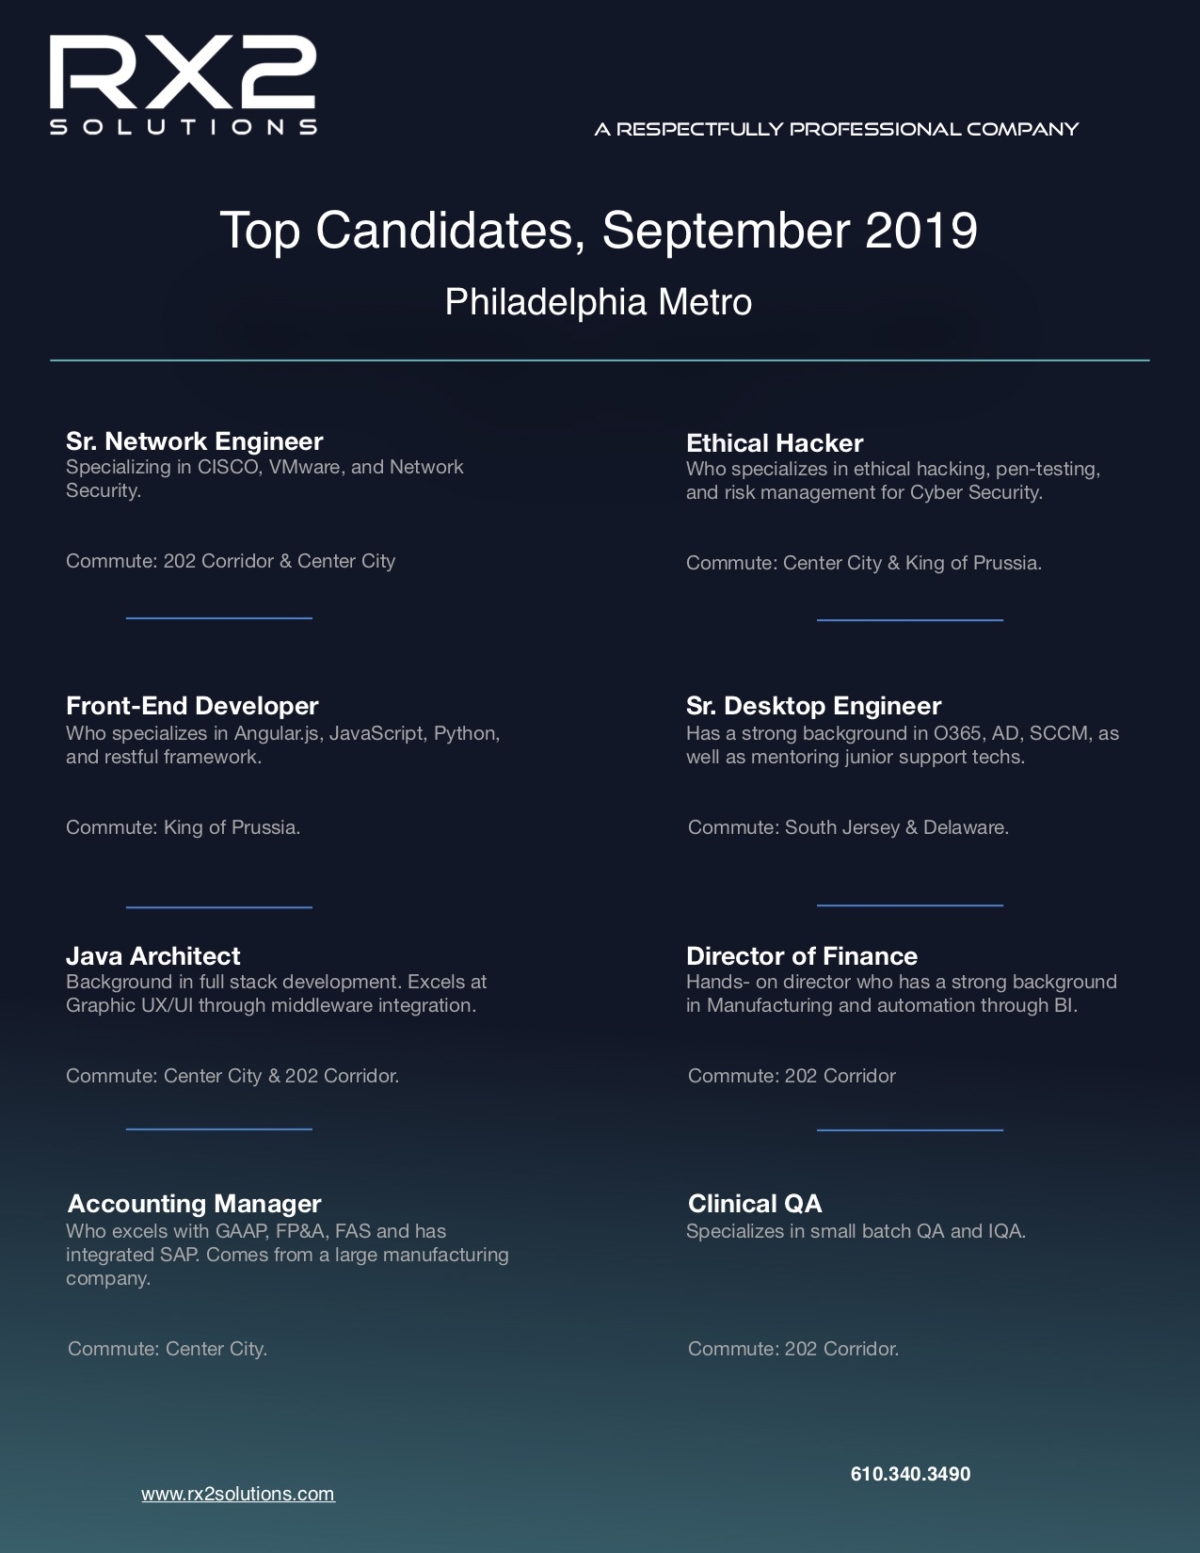 RX2
SOLUTIONS
A RESPECTFULLY PROFESSIONAL COMPANY
Top Candidates, September 2019
Philadelphia Metro
Sr. Network Engineer
Specializing in CISCO, VMware, and Network
Security.
Commute: 202 Corridor & Center City
Ethical Hacker
Who specializes in ethical hacking, pen-testing,
and risk management for Cyber Security.
Commute: Center City & King of Prussia.
Front-End Developer
Who specializes in Angular.js, JavaScript, Python,
and restful framework.
Commute: King of Prussia.
Sr. Desktop Engineer
Has a strong background in O365, AD, SCCM, as
well as mentoring junior support techs.
Commute: South Jersey & Delaware.
Java Architect
Background in full stack development. Excels at
Graphic UX/UI through middleware integration.
Commute: Center City & 202 Corridor.
Director of Finance
Hands- on director who has a strong background
in Manufacturing and automation through BI.
Commute: 202 Corridor
Accounting Manager
Who excels with GAAP, FP&A, FAS and has
integrated SAP. Comes from a large manufacturing
company.
Commute: Center City.
Clinical QA
Specializes in small batch QA and IQA.
Commute: 202 Corridor.
www.rx2solutions.com
610.340.3490